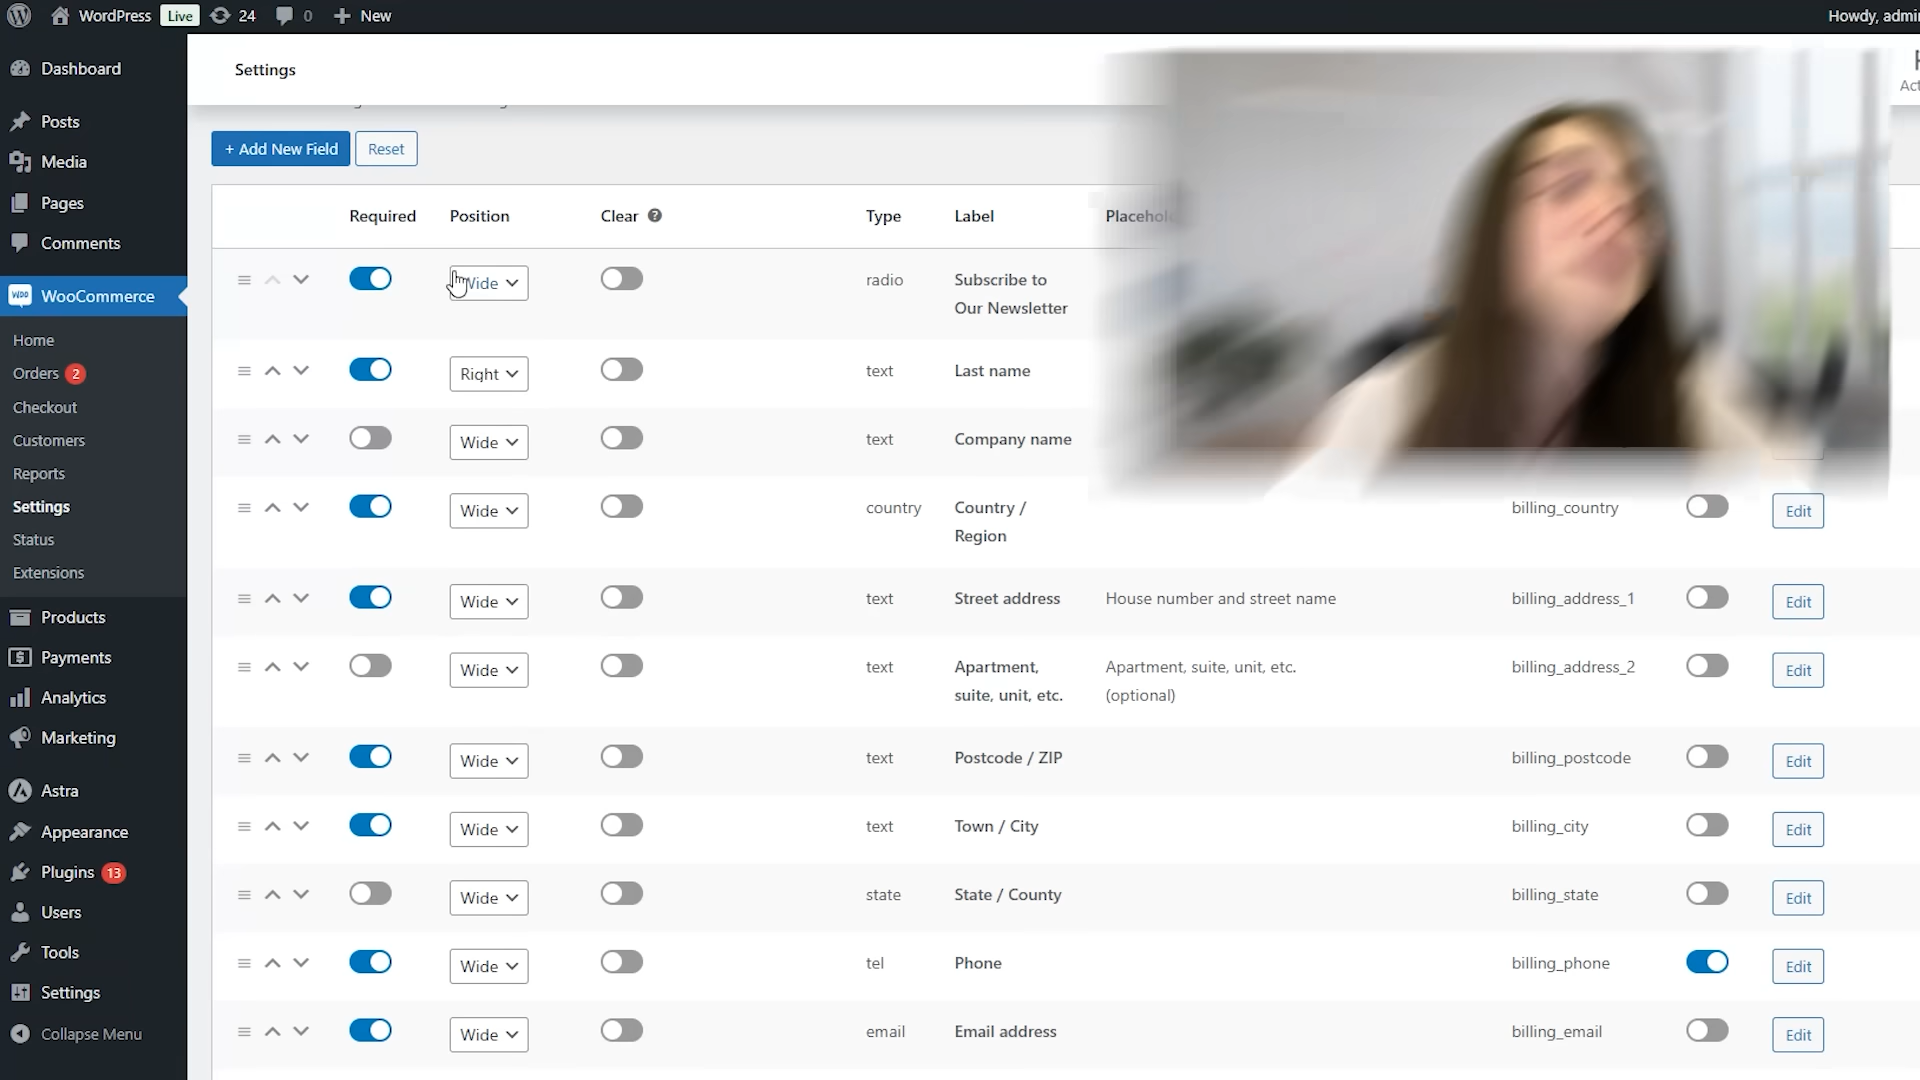 WordPress Live 24 0 New Howdy, admin
Dashboard
Posts
Media
Pages
Comments
WooCommerce
Home
Orders 2
Checkout
Customers
Reports
Settings
Status
Extensions
Products
Payments
Analytics
Marketing
Astra
Appearance
Plugins 13
Users
Tools
Settings
Collapse Menu
Settings
+ Add New Field Reset
Required Position Clear ? Type Label
Wide radio Subscribe to
Our Newsletter
Right text Last name
Wide text Company name
Wide country Country / billing_country Edit
Region
Wide text Street address House number and street name billing_address_1 Edit
Wide text Apartment, Apartment, suite, unit, etc. billing_address_2 Edit
suite, unit, etc. (optional)
Wide text Postcode / ZIP billing_postcode Edit
Wide text Town / City billing_city Edit
Wide state State / County billing_state Edit
Wide tel Phone billing_phone Edit
Wide email Email address billing_email Edit